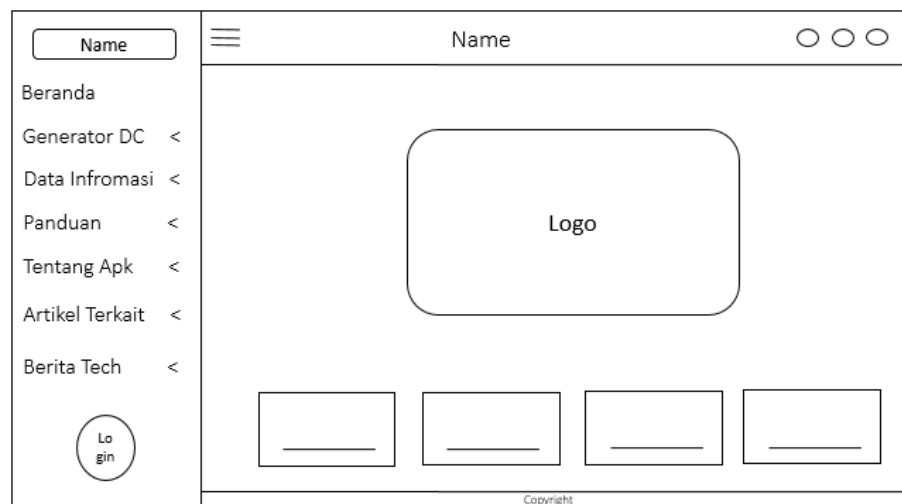 Name
Beranda
Generator DC <
Data Infromasi <
Panduan <
Tentang Apk <
Artikel Terkait <
Berita Tech <
Lo
gin
Name
Logo
Copyright